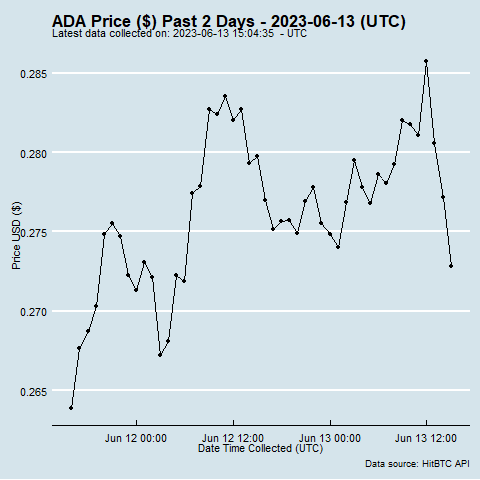 ADA Price ($) Past 2 Days - 2023-06-13 (UTC)
Latest data collected on: 2023-06-13 15:04:35  - UTC
0.285
0.280
0.275
0.270
0.265
Price USD ($)
Jun 12 00:00
Jun 12 12:00
Jun 13 00:00
Jun 13 12:00
Date Time Collected (UTC)
Data source: HitBTC API